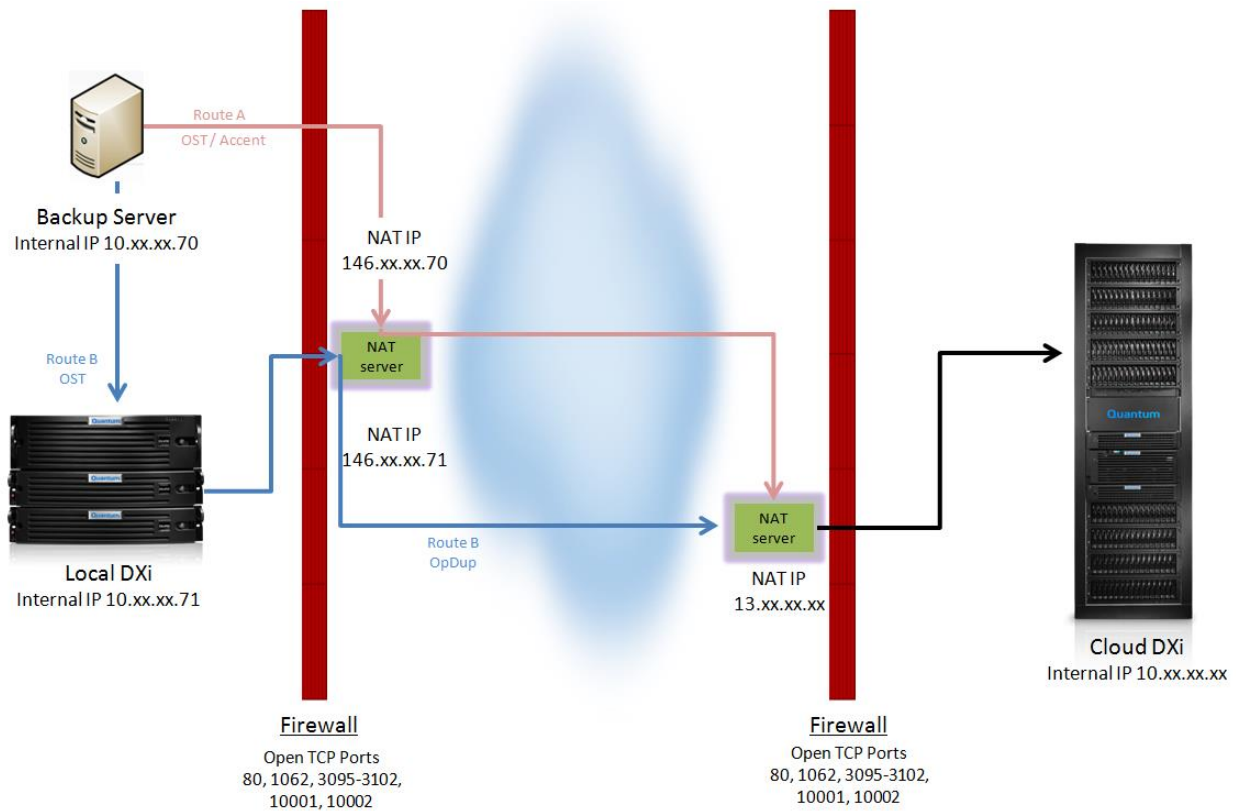 Route A
OST / Accent
Backup Server
Internal IP 10.xx.xx.70
NAT IP
146.xx.xx.70
Route B
OST
NAT
server
NAT IP
146.xx.xx.71
Quantum
Quantum
Quantum
Local DXi
Internal IP 10.xx.xx.71
Route B
OpDup
NAT
server
NAT IP
13.xx.xx.xx
Quantum
Cloud DXi
Internal IP 10.xx.xx.xx
Firewall
Open TCP Ports
80, 1062, 3095-3102,
10001, 10002
Firewall
Open TCP Ports
80, 1062, 3095-3102,
10001, 10002